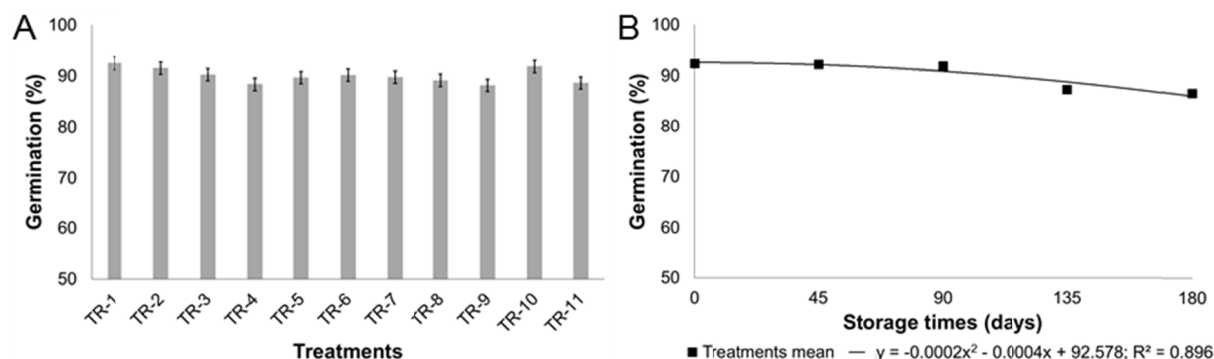 A
Germination (%)
100
90
80
70
60
50
TR-1
TR-2
TR-3
TR-4
TR-5
TR-6
TR-7
TR-8
TR-9
TR-10
TR-11
Treatments
B
Germination (%)
100
90
80
70
60
50
0 45 90 135 180
Storage times (days)
■ Treatments mean — y = -0.0002x² - 0.0004x + 92.578; R² = 0.896